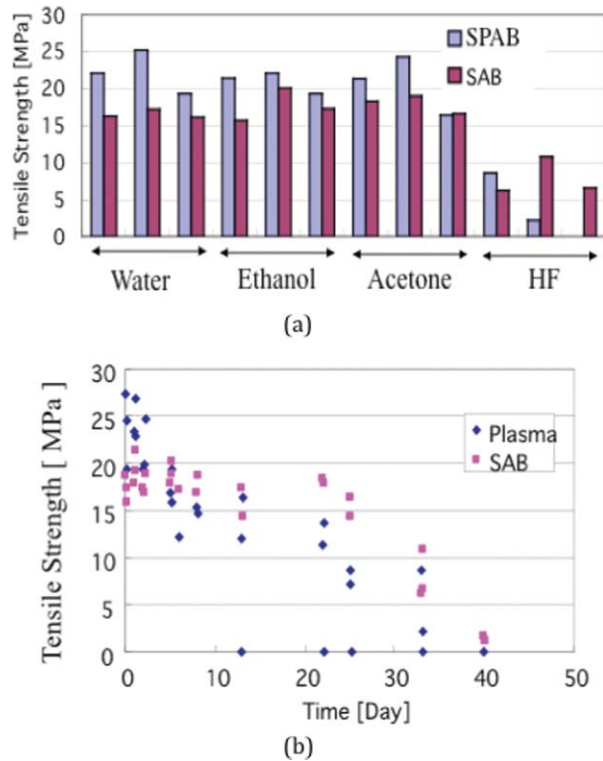 Tensile Strength [MPa]
30
25
20
15
10
5
0
SPAB
SAB
Water Ethanol Acetone HF
(a)
Tensile Strength [ MPa]
30
25
20
15
10
5
0
Plasma
SAB
0 10 20 30 40 50
Time [Day]
(b)